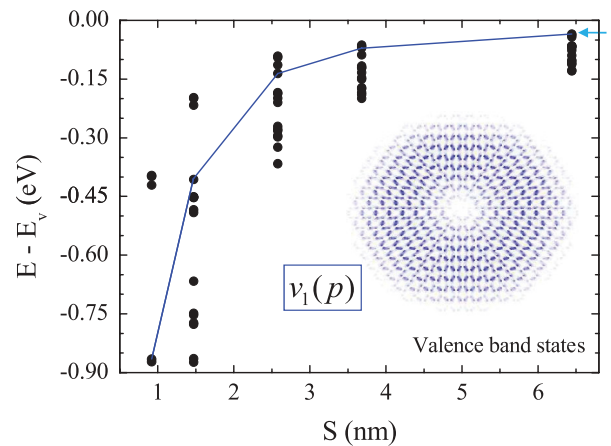 E - E_v (eV)
0.00
-0.15
-0.30
-0.45
-0.60
-0.75
-0.90
v_1(p)
Valence band states
1 2 3 4 5 6
S (nm)